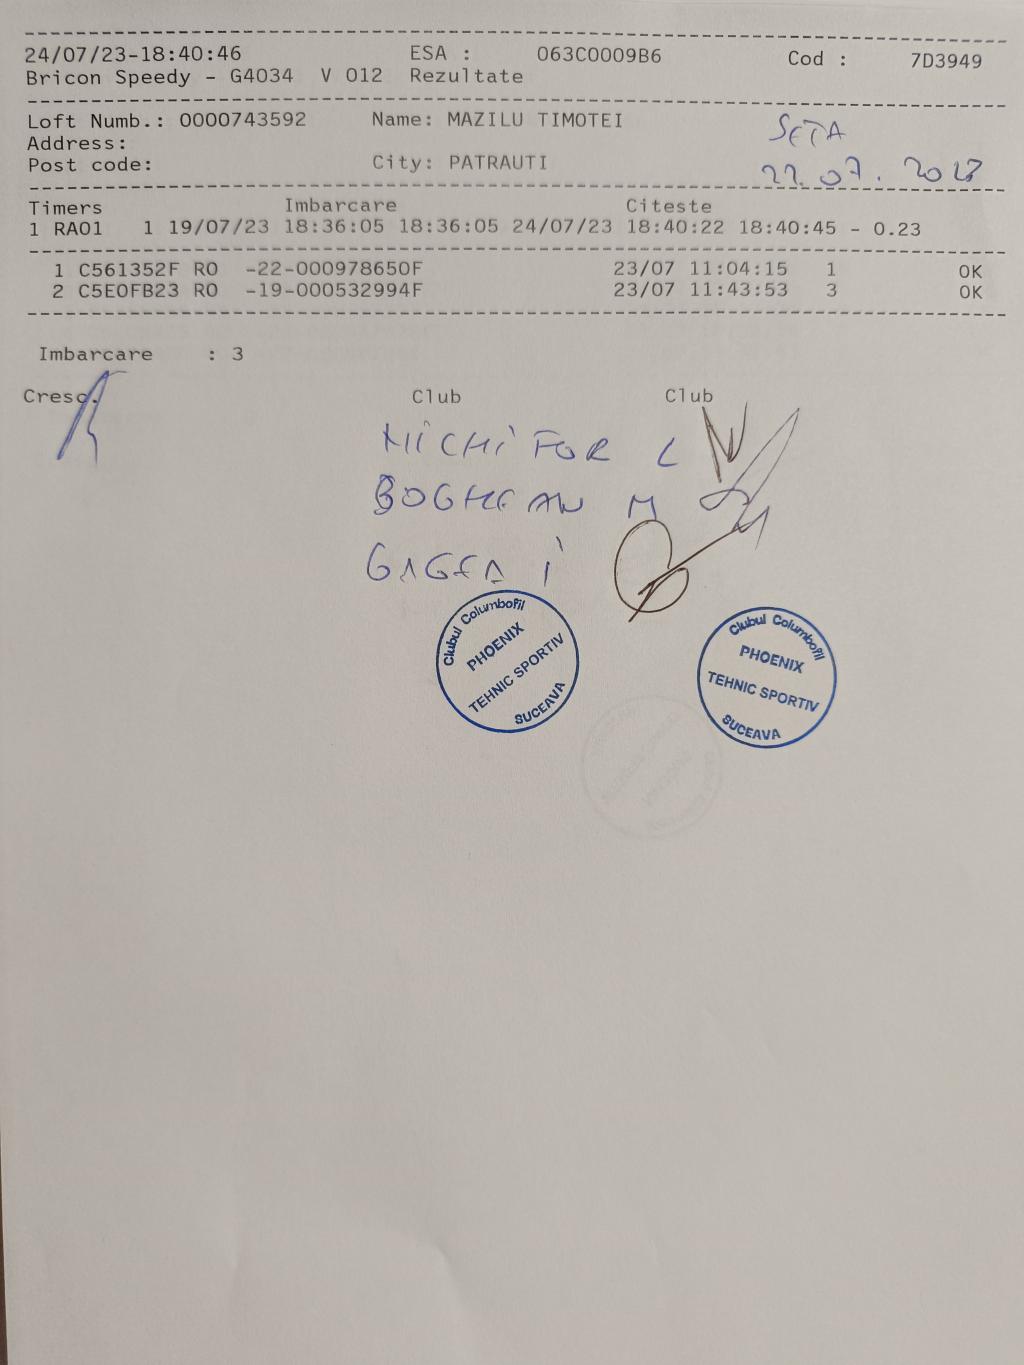 24/07/23-18:40:46 ESA : 063C0009B6 Cod : 7D3949
Bricon Speedy - G4034 V 012 Rezultate
Loft Numb.: 0000743592 Name: MAZILU TIMOTEI
SETA
Address:
Post code: City: PATRAUTI
22.07.2023
Timers Imbarcare Citeste
1 RA01 1 19/07/23 18:36:05 18:36:05 24/07/23 18:40:22 18:40:45 - 0.23
1 C561352F RO -22-000978650F 23/07 11:04:15 1 OK
2 C5E0FB23 RO -19-000532994F 23/07 11:43:53 3 OK
Imbarcare : 3
Cresc. Club Club
NICHIFOR L
BOGHEAN M
GAGEA I
Clubul Columbofil
PHOENIX
TEHNIC SPORTIV
SUCEAVA
Clubul Columbofil
PHOENIX
TEHNIC SPORTIV
SUCEAVA